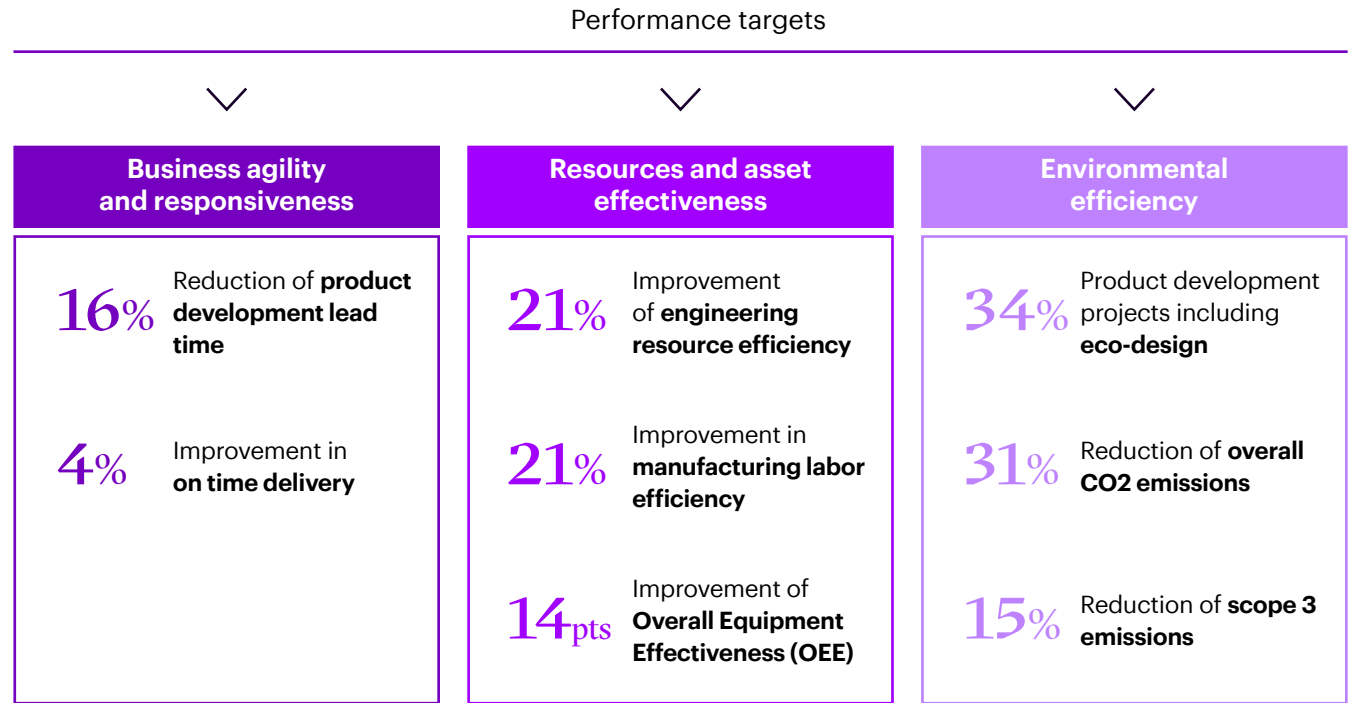 Performance targets
Business agility
and responsiveness
16%
Reduction of product
development lead
time
4%
Improvement in
on time delivery
Resources and asset
effectiveness
21%
Improvement
of engineering
resource efficiency
21%
Improvement in
manufacturing labor
efficiency
14pts
Improvement of
Overall Equipment
Effectiveness (OEE)
Environmental
efficiency
34%
Product development
projects including
eco-design
31%
Reduction of overall
CO2 emissions
15%
Reduction of scope 3
emissions